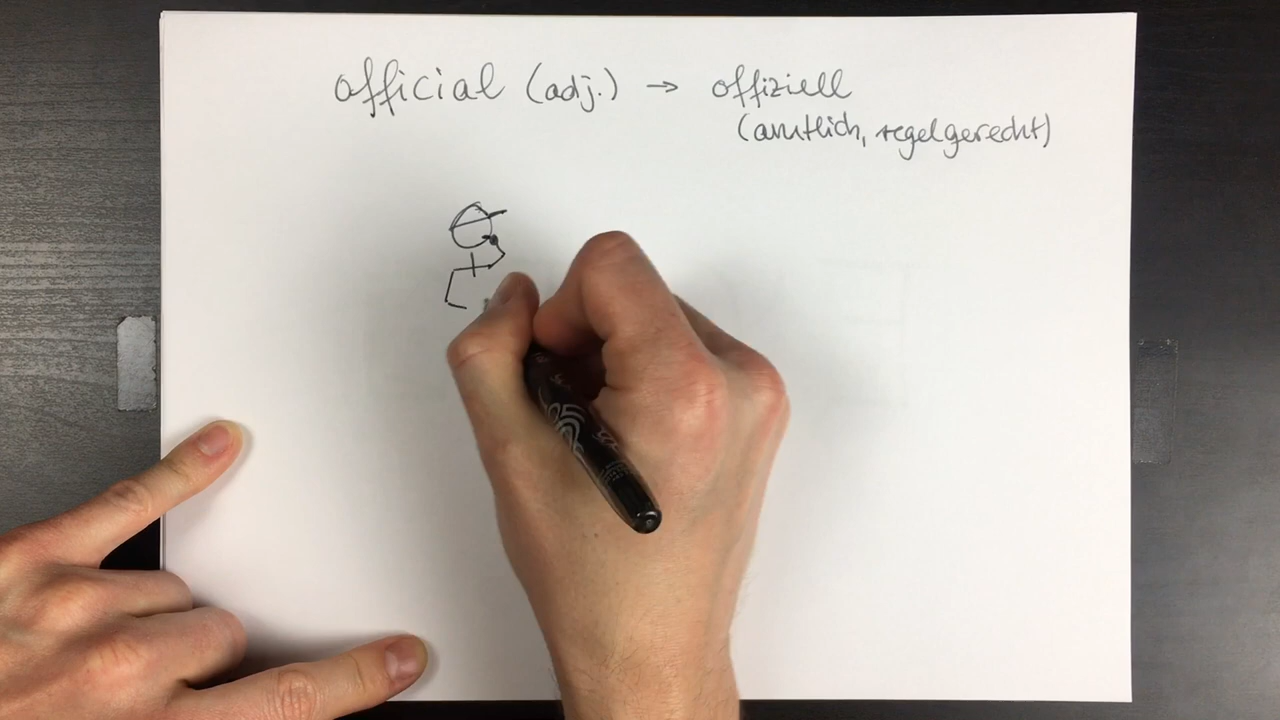 official (adj.) → offiziell
(amtlich, regelgerecht)